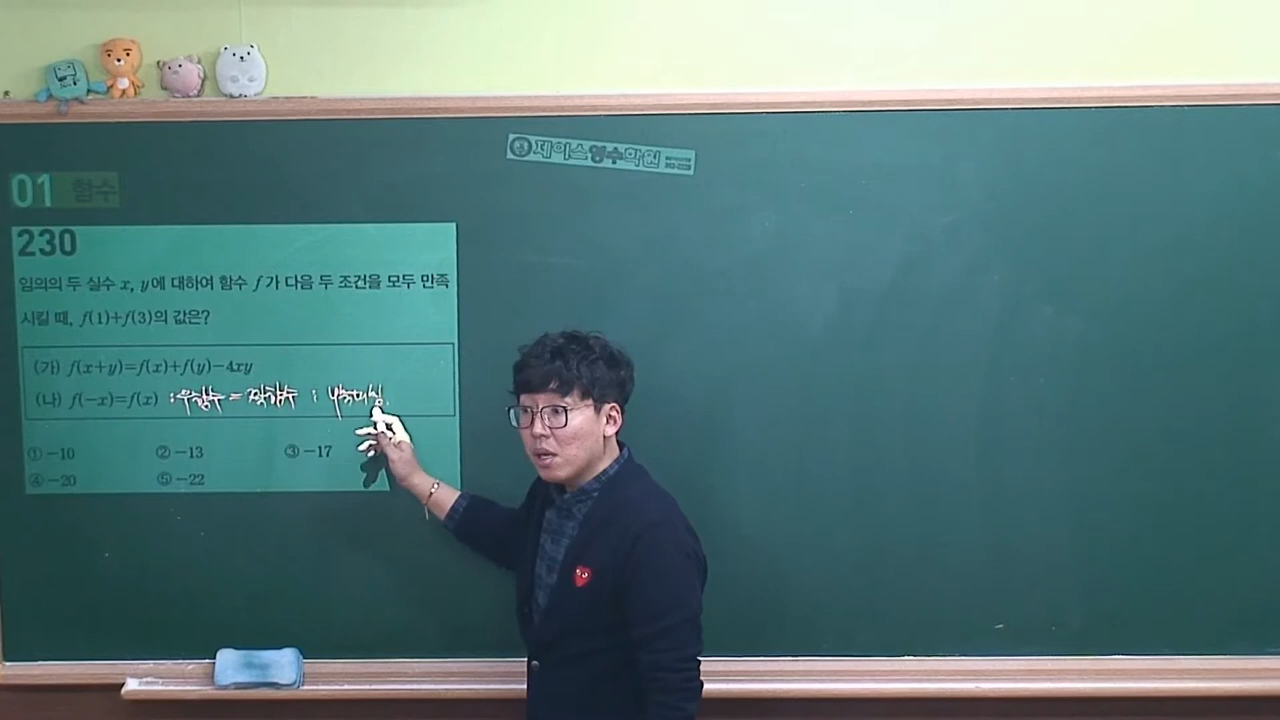 제이스영수학원
01 함수
230
임의의 두 실수 x, y에 대하여 함수 f가 다음 두 조건을 모두 만족
시킬 때, f(1)+f(3)의 값은?
(가) f(x+y)=f(x)+f(y)-4xy
(나) f(-x)=f(x) : 우함수 = 짝함수 : y축대칭.
① -10 ② -13 ③ -17
④ -20 ⑤ -22